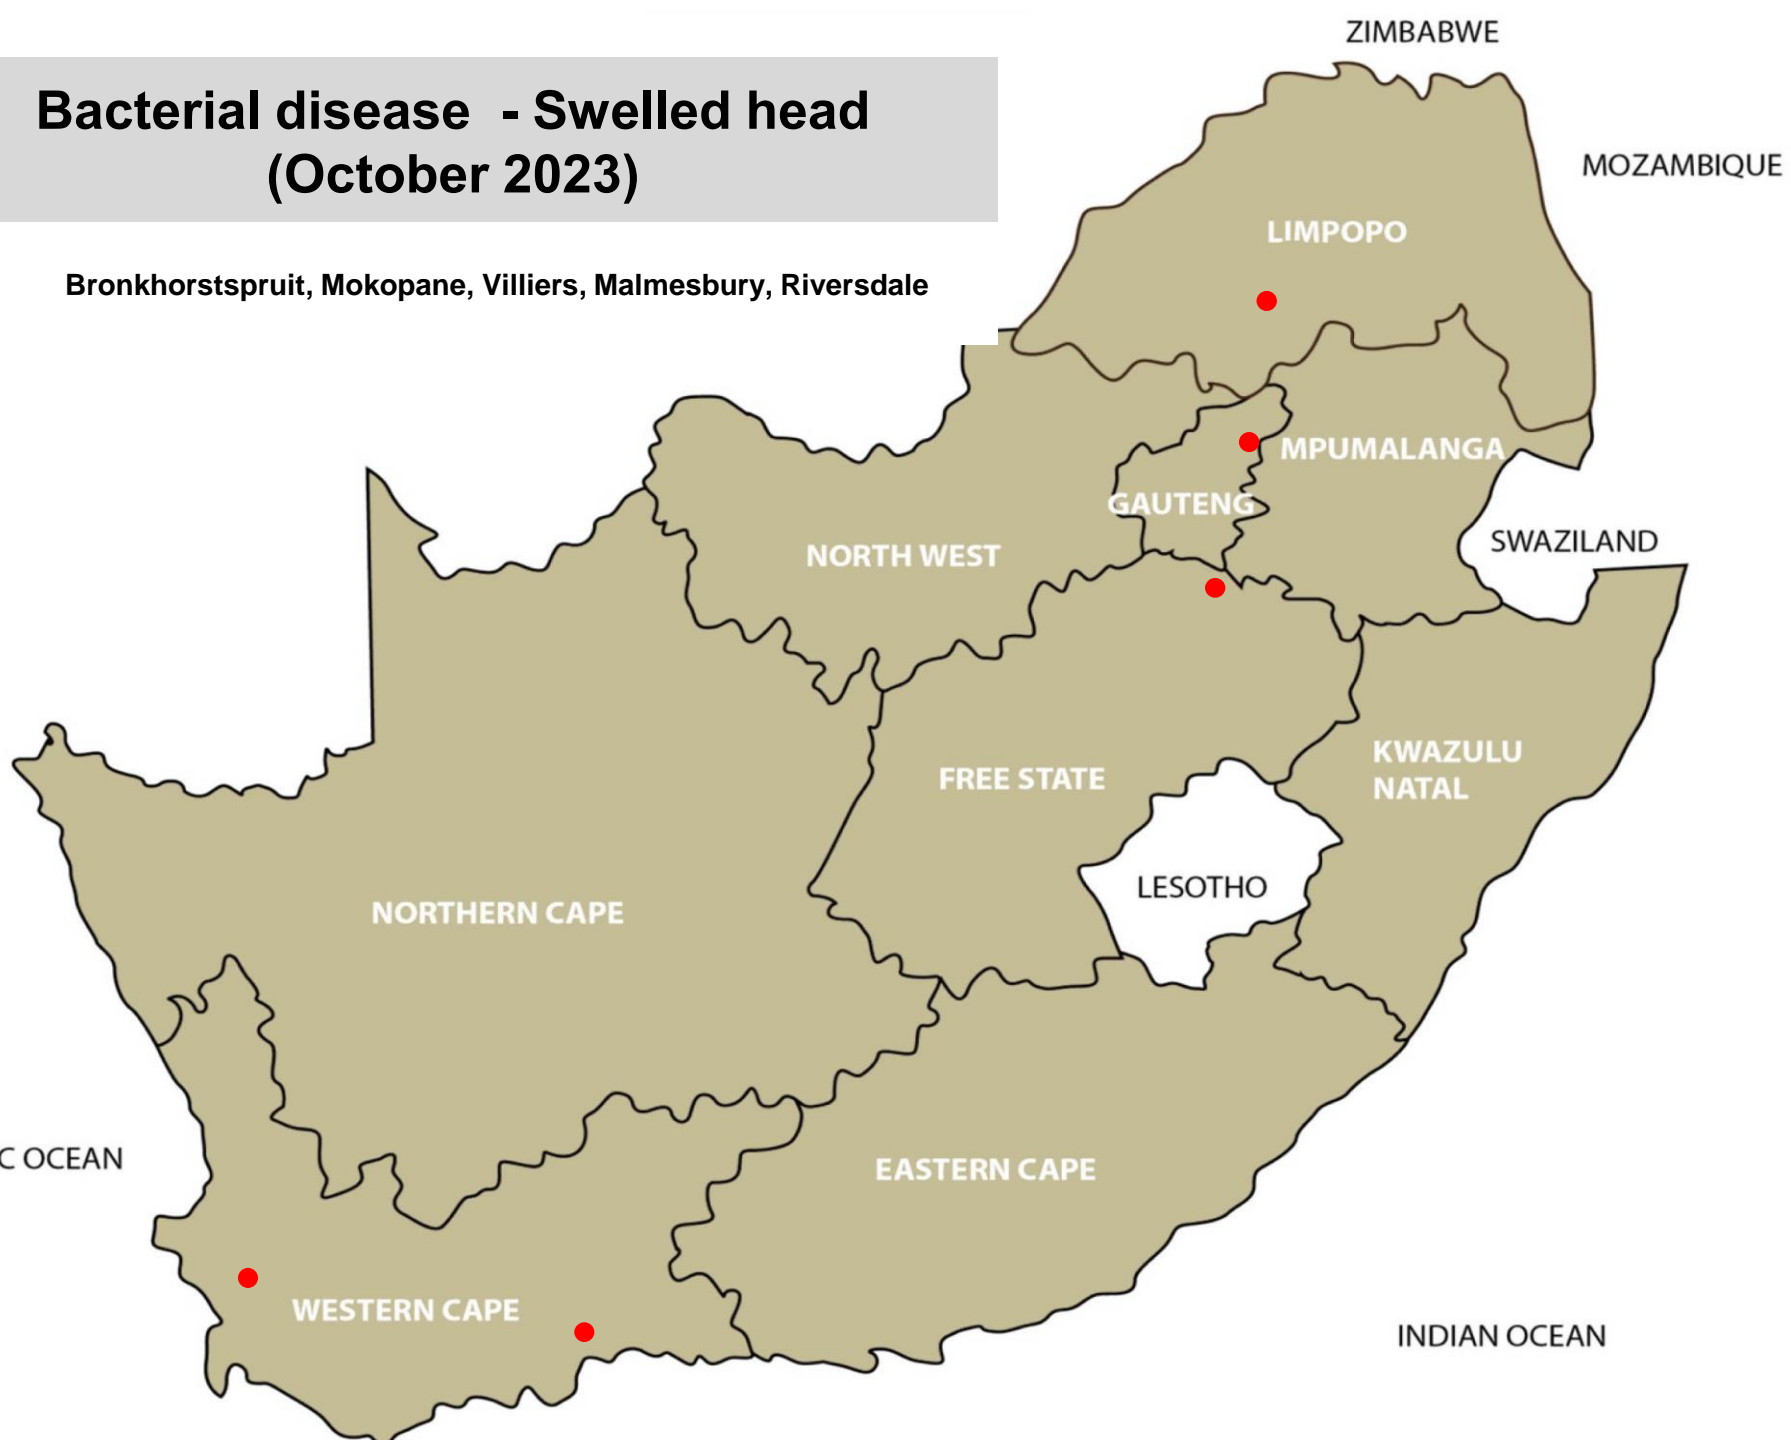 ZIMBABWE
Bacterial disease - Swelled head
(October 2023)
MOZAMBIQUE
LIMPOPO
Bronkhorstspruit, Mokopane, Villiers, Malmesbury, Riversdale
MPUMALANGA
GAUTENG
SWAZILAND
NORTH WEST
KWAZULU
NATAL
FREE STATE
LESOTHO
NORTHERN CAPE
C OCEAN
EASTERN CAPE
WESTERN CAPE
INDIAN OCEAN